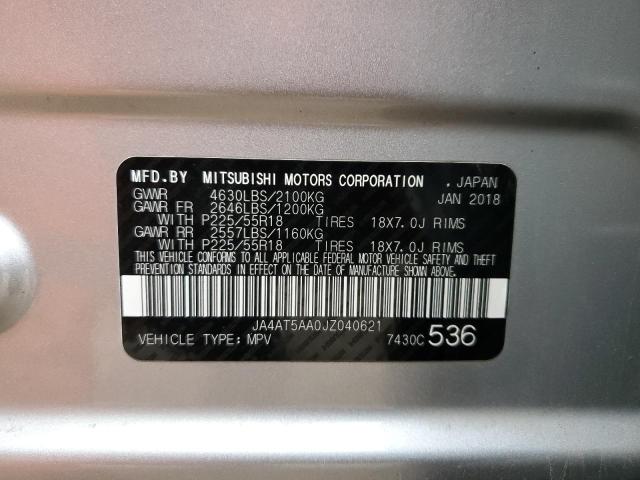 MFD.BY MITSUBISHI MOTORS CORPORATION . JAPAN
GVWR 4630LBS/2100KG JAN 2018
GAWR FR 2646LBS/1200KG
WITH P225/55R18 TIRES 18X7.0J RIMS
GAWR RR 2557LBS/1160KG
WITH P225/55R18 TIRES 18X7.0J RIMS
THIS VEHICLE CONFORMS TO ALL APPLICABLE FEDERAL MOTOR VEHICLE SAFETY AND THEFT
PREVENTION STANDARDS IN EFFECT ON THE DATE OF MANUFACTURE SHOWN ABOVE.
JA4AT5AA0JZ040621
VEHICLE TYPE: MPV 7430C 536